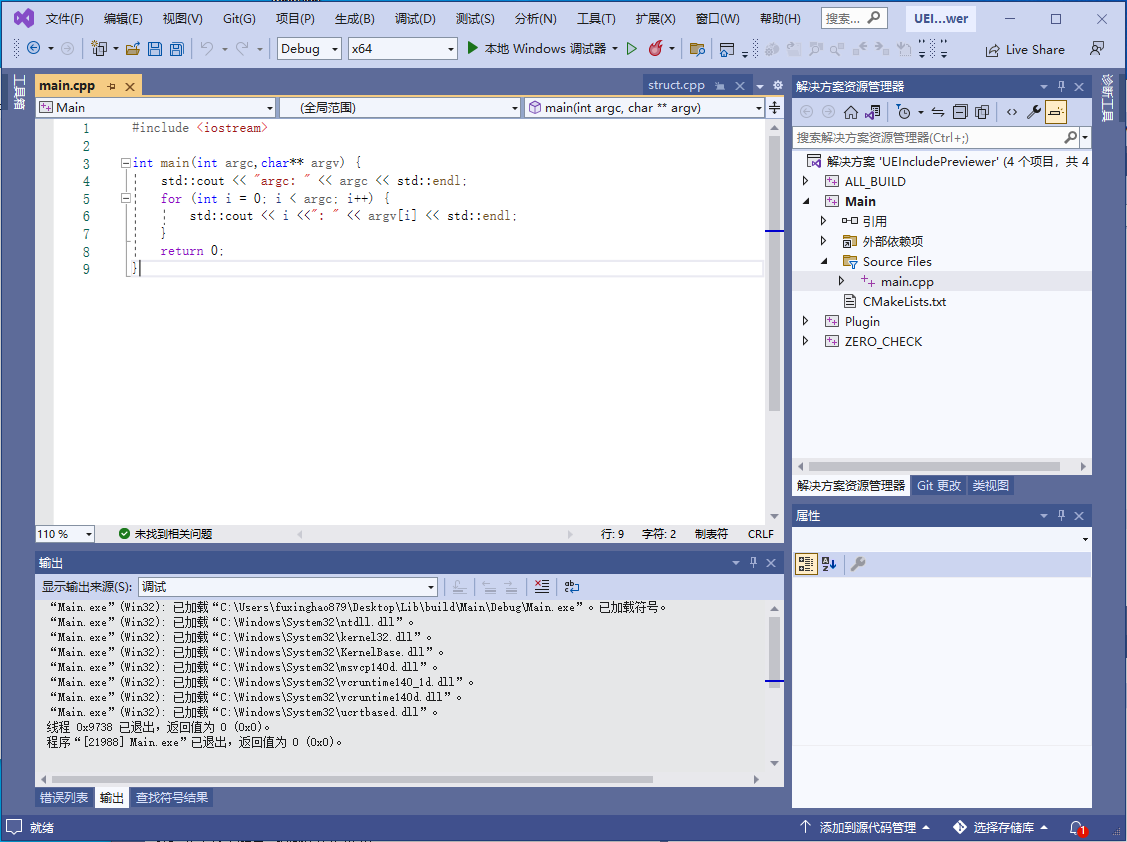 文件(F) 编辑(E) 视图(V) Git(G) 项目(P) 生成(B) 调试(D) 测试(S) 分析(N) 工具(T) 扩展(X) 窗口(W) 帮助(H) 搜索... UEI...wer
Debug x64 本地 Windows 调试器 Live Share
工具箱
main.cpp struct.cpp
Main (全局范围) main(int argc, char ** argv)
1 #include <iostream>
2
3 int main(int argc,char** argv) {
4 std::cout << "argc: " << argc << std::endl;
5 for (int i = 0; i < argc; i++) {
6 std::cout << i <<": " << argv[i] << std::endl;
7 }
8 return 0;
9 }
110 % 未找到相关问题 行: 9 字符: 2 制表符 CRLF
输出
显示输出来源(S): 调试
“Main.exe”(Win32): 已加载“C:\Users\fuxinghao879\Desktop\Lib\build\Main\Debug\Main.exe”。已加载符号。
“Main.exe”(Win32): 已加载“C:\Windows\System32\ntdll.dll”。
“Main.exe”(Win32): 已加载“C:\Windows\System32\kernel32.dll”。
“Main.exe”(Win32): 已加载“C:\Windows\System32\KernelBase.dll”。
“Main.exe”(Win32): 已加载“C:\Windows\System32\msvcp140d.dll”。
“Main.exe”(Win32): 已加载“C:\Windows\System32\vcruntime140_1d.dll”。
“Main.exe”(Win32): 已加载“C:\Windows\System32\vcruntime140d.dll”。
“Main.exe”(Win32): 已加载“C:\Windows\System32\ucrtbased.dll”。
线程 0x9738 已退出，返回值为 0 (0x0)。
程序“[21988] Main.exe”已退出，返回值为 0 (0x0)。
错误列表 输出 查找符号结果
解决方案资源管理器
搜索解决方案资源管理器(Ctrl+;)
解决方案 'UEIncludePreviewer' (4 个项目，共 4
ALL_BUILD
Main
引用
外部依赖项
Source Files
main.cpp
CMakeLists.txt
Plugin
ZERO_CHECK
解决方案资源管理器 Git 更改 类视图
属性
诊断工具
就绪 添加到源代码管理 选择存储库 1